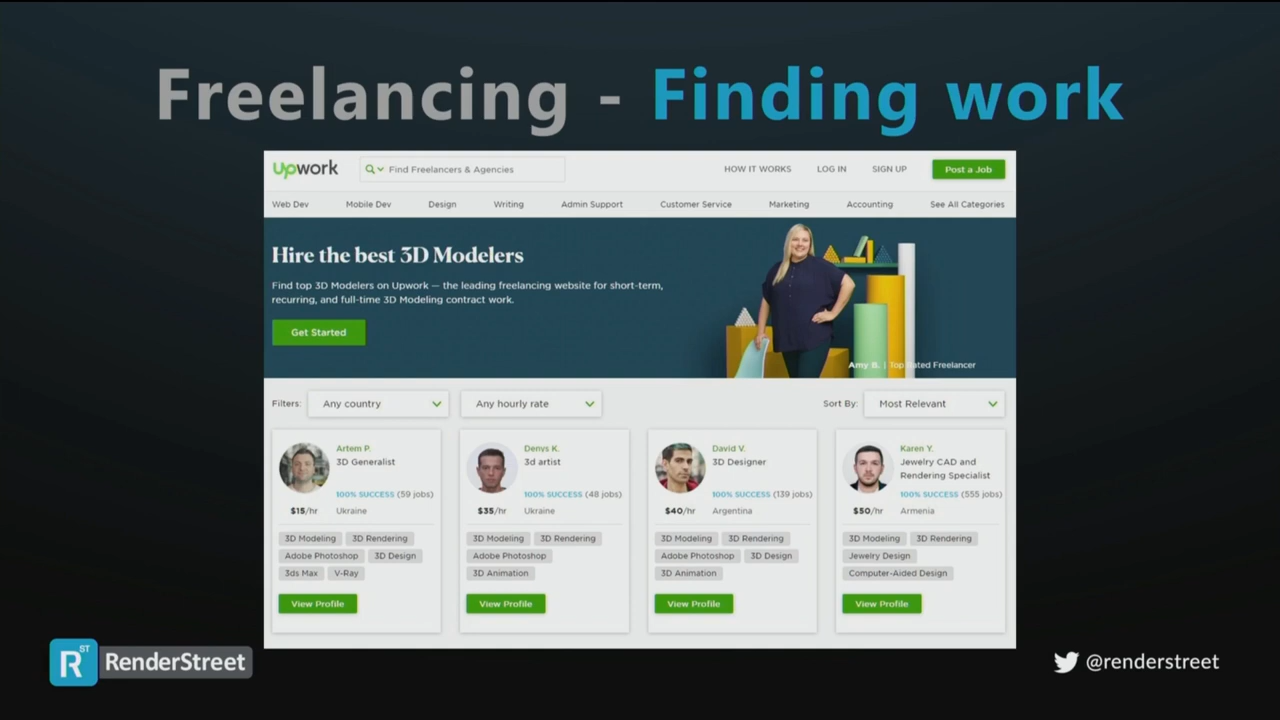 Freelancing - Finding work
Upwork
Find Freelancers & Agencies
HOW IT WORKS
LOG IN
SIGN UP
Post a Job
Web Dev
Mobile Dev
Design
Writing
Admin Support
Customer Service
Marketing
Accounting
See All Categories
Hire the best 3D Modelers
Find top 3D Modelers on Upwork — the leading freelancing website for short-term,
recurring, and full-time 3D Modeling contract work.
Get Started
Amy B. | Top Rated Freelancer
Filters:
Any country
Any hourly rate
Sort By:
Most Relevant
Artem P.
3D Generalist
100% SUCCESS (59 jobs)
$15/hr
Ukraine
3D Modeling
3D Rendering
Adobe Photoshop
3D Design
3ds Max
V-Ray
View Profile
Denys K.
3d artist
100% SUCCESS (48 jobs)
$35/hr
Ukraine
3D Modeling
3D Rendering
Adobe Photoshop
3D Animation
View Profile
David V.
3D Designer
100% SUCCESS (139 jobs)
$40/hr
Argentina
3D Modeling
3D Rendering
Adobe Photoshop
3D Design
3D Animation
View Profile
Karen Y.
Jewelry CAD and
Rendering Specialist
100% SUCCESS (555 jobs)
$50/hr
Armenia
3D Modeling
3D Rendering
Jewelry Design
Computer-Aided Design
View Profile
R ST RenderStreet
@renderstreet